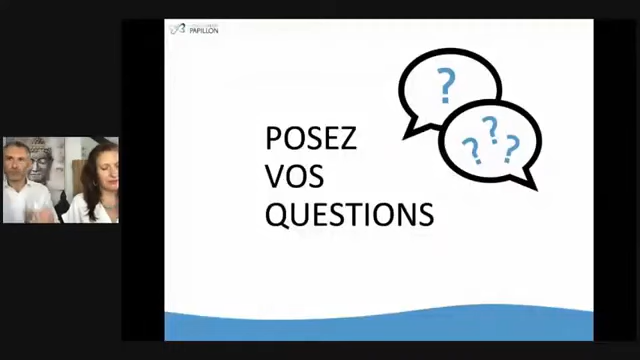 PAPILLON
POSEZ
VOS
QUESTIONS
?
?
? ?